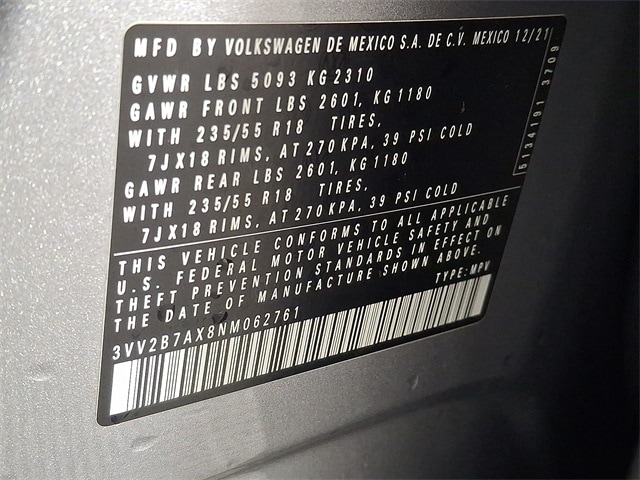 MFD BY VOLKSWAGEN DE MEXICO S.A. DE C.V. MEXICO 12/21
GVWR LBS 5093 KG 2310
GAWR FRONT LBS 2601, KG 1180
WITH 235/55 R18 TIRES,
7JX18 RIMS, AT 270 KPA, 39 PSI COLD
GAWR REAR LBS 2601, KG 1180
WITH 235/55 R18 TIRES,
7JX18 RIMS, AT 270 KPA, 39 PSI COLD
5134191 3709
THIS VEHICLE CONFORMS TO ALL APPLICABLE
U.S. FEDERAL MOTOR VEHICLE SAFETY AND
THEFT PREVENTION STANDARDS IN EFFECT ON
THE DATE OF MANUFACTURE SHOWN ABOVE.
TYPE: MPV
3VV2B7AX8NM062761